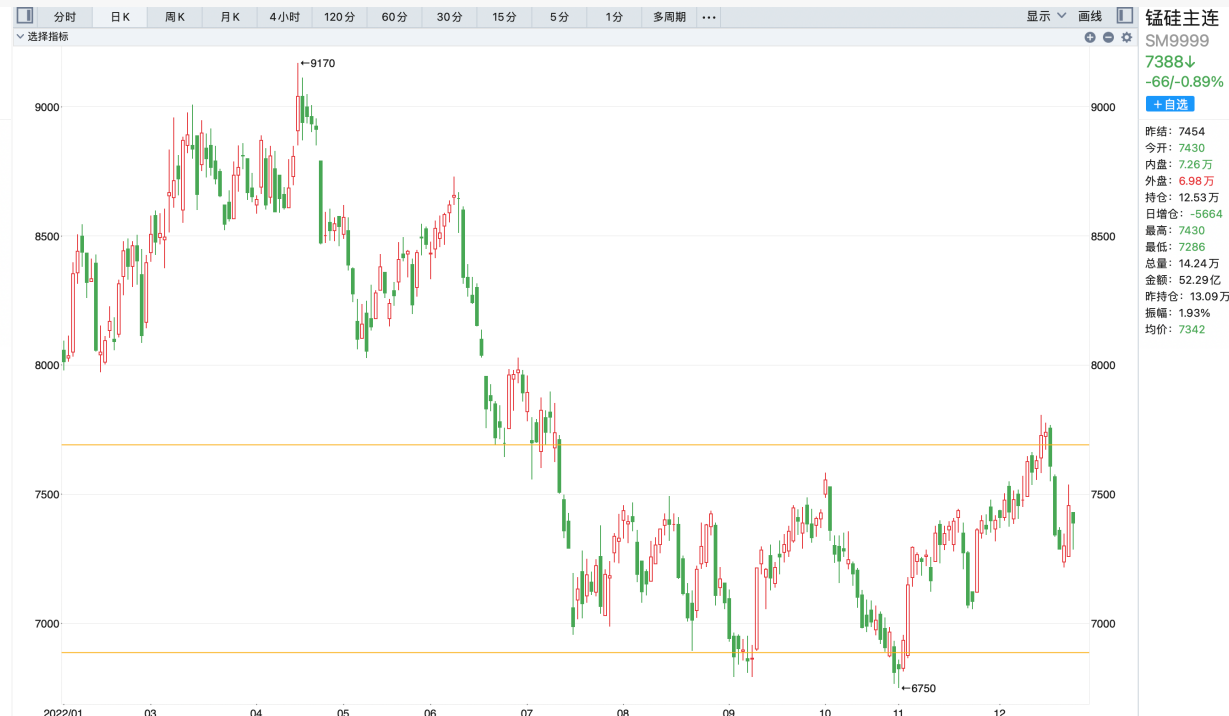 分时 日K 周K 月K 4小时 120分 60分 30分 15分 5分 1分 多周期 ••• 显示 画线
选择指标
锰硅主连
SM9999
7388↓
-66/-0.89%
＋自选
昨结: 7454
今开: 7430
内盘: 7.26万
外盘: 6.98万
持仓: 12.53万
日增仓: -5664
最高: 7430
最低: 7286
总量: 14.24万
金额: 52.29亿
昨持仓: 13.09万
振幅: 1.93%
均价: 7342
←9170
9000 9000
8500 8500
8000 8000
7500 7500
7000 7000
←6750
2022/01 03 04 05 06 07 08 09 10 11 12